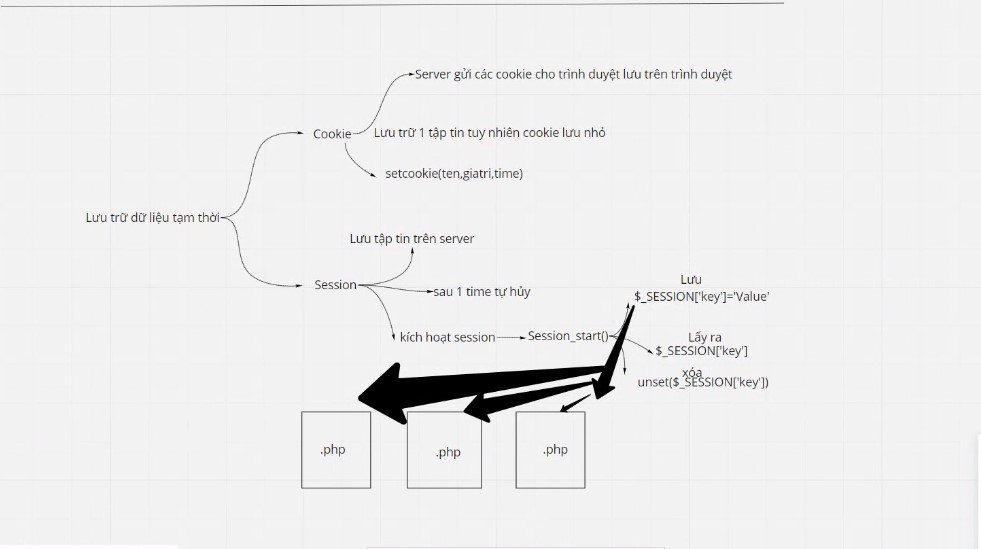 Server gửi các cookie cho trình duyệt lưu trên trình duyệt
Cookie
Lưu trữ 1 tập tin tuy nhiên cookie lưu nhỏ
setcookie(ten,giatri,time)
Lưu trữ dữ liệu tạm thời
Lưu tập tin trên server
Session
sau 1 time tự hủy
kích hoạt session
Session_start()
Lưu
$_SESSION['key']='Value'
Lấy ra
$_SESSION['key']
xóa
unset($_SESSION['key'])
.php
.php
.php